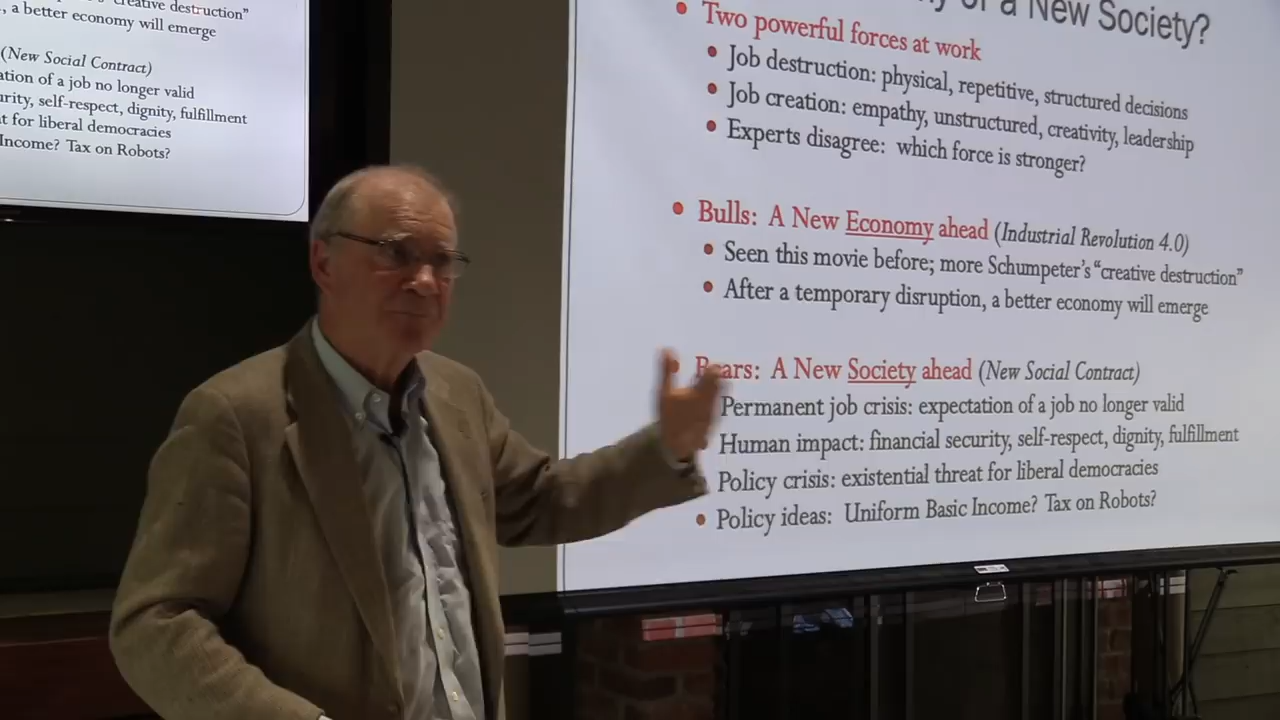 creative destruction"
, a better economy will emerge
(New Social Contract)
ation of a job no longer valid
urity, self-respect, dignity, fulfillment
t for liberal democracies
Income? Tax on Robots?
of a New Society?
• Two powerful forces at work
• Job destruction: physical, repetitive, structured decisions
• Job creation: empathy, unstructured, creativity, leadership
• Experts disagree: which force is stronger?
• Bulls: A New Economy ahead (Industrial Revolution 4.0)
• Seen this movie before; more Schumpeter's "creative destruction"
• After a temporary disruption, a better economy will emerge
• Bears: A New Society ahead (New Social Contract)
Permanent job crisis: expectation of a job no longer valid
Human impact: financial security, self-respect, dignity, fulfillment
Policy crisis: existential threat for liberal democracies
• Policy ideas: Uniform Basic Income? Tax on Robots?